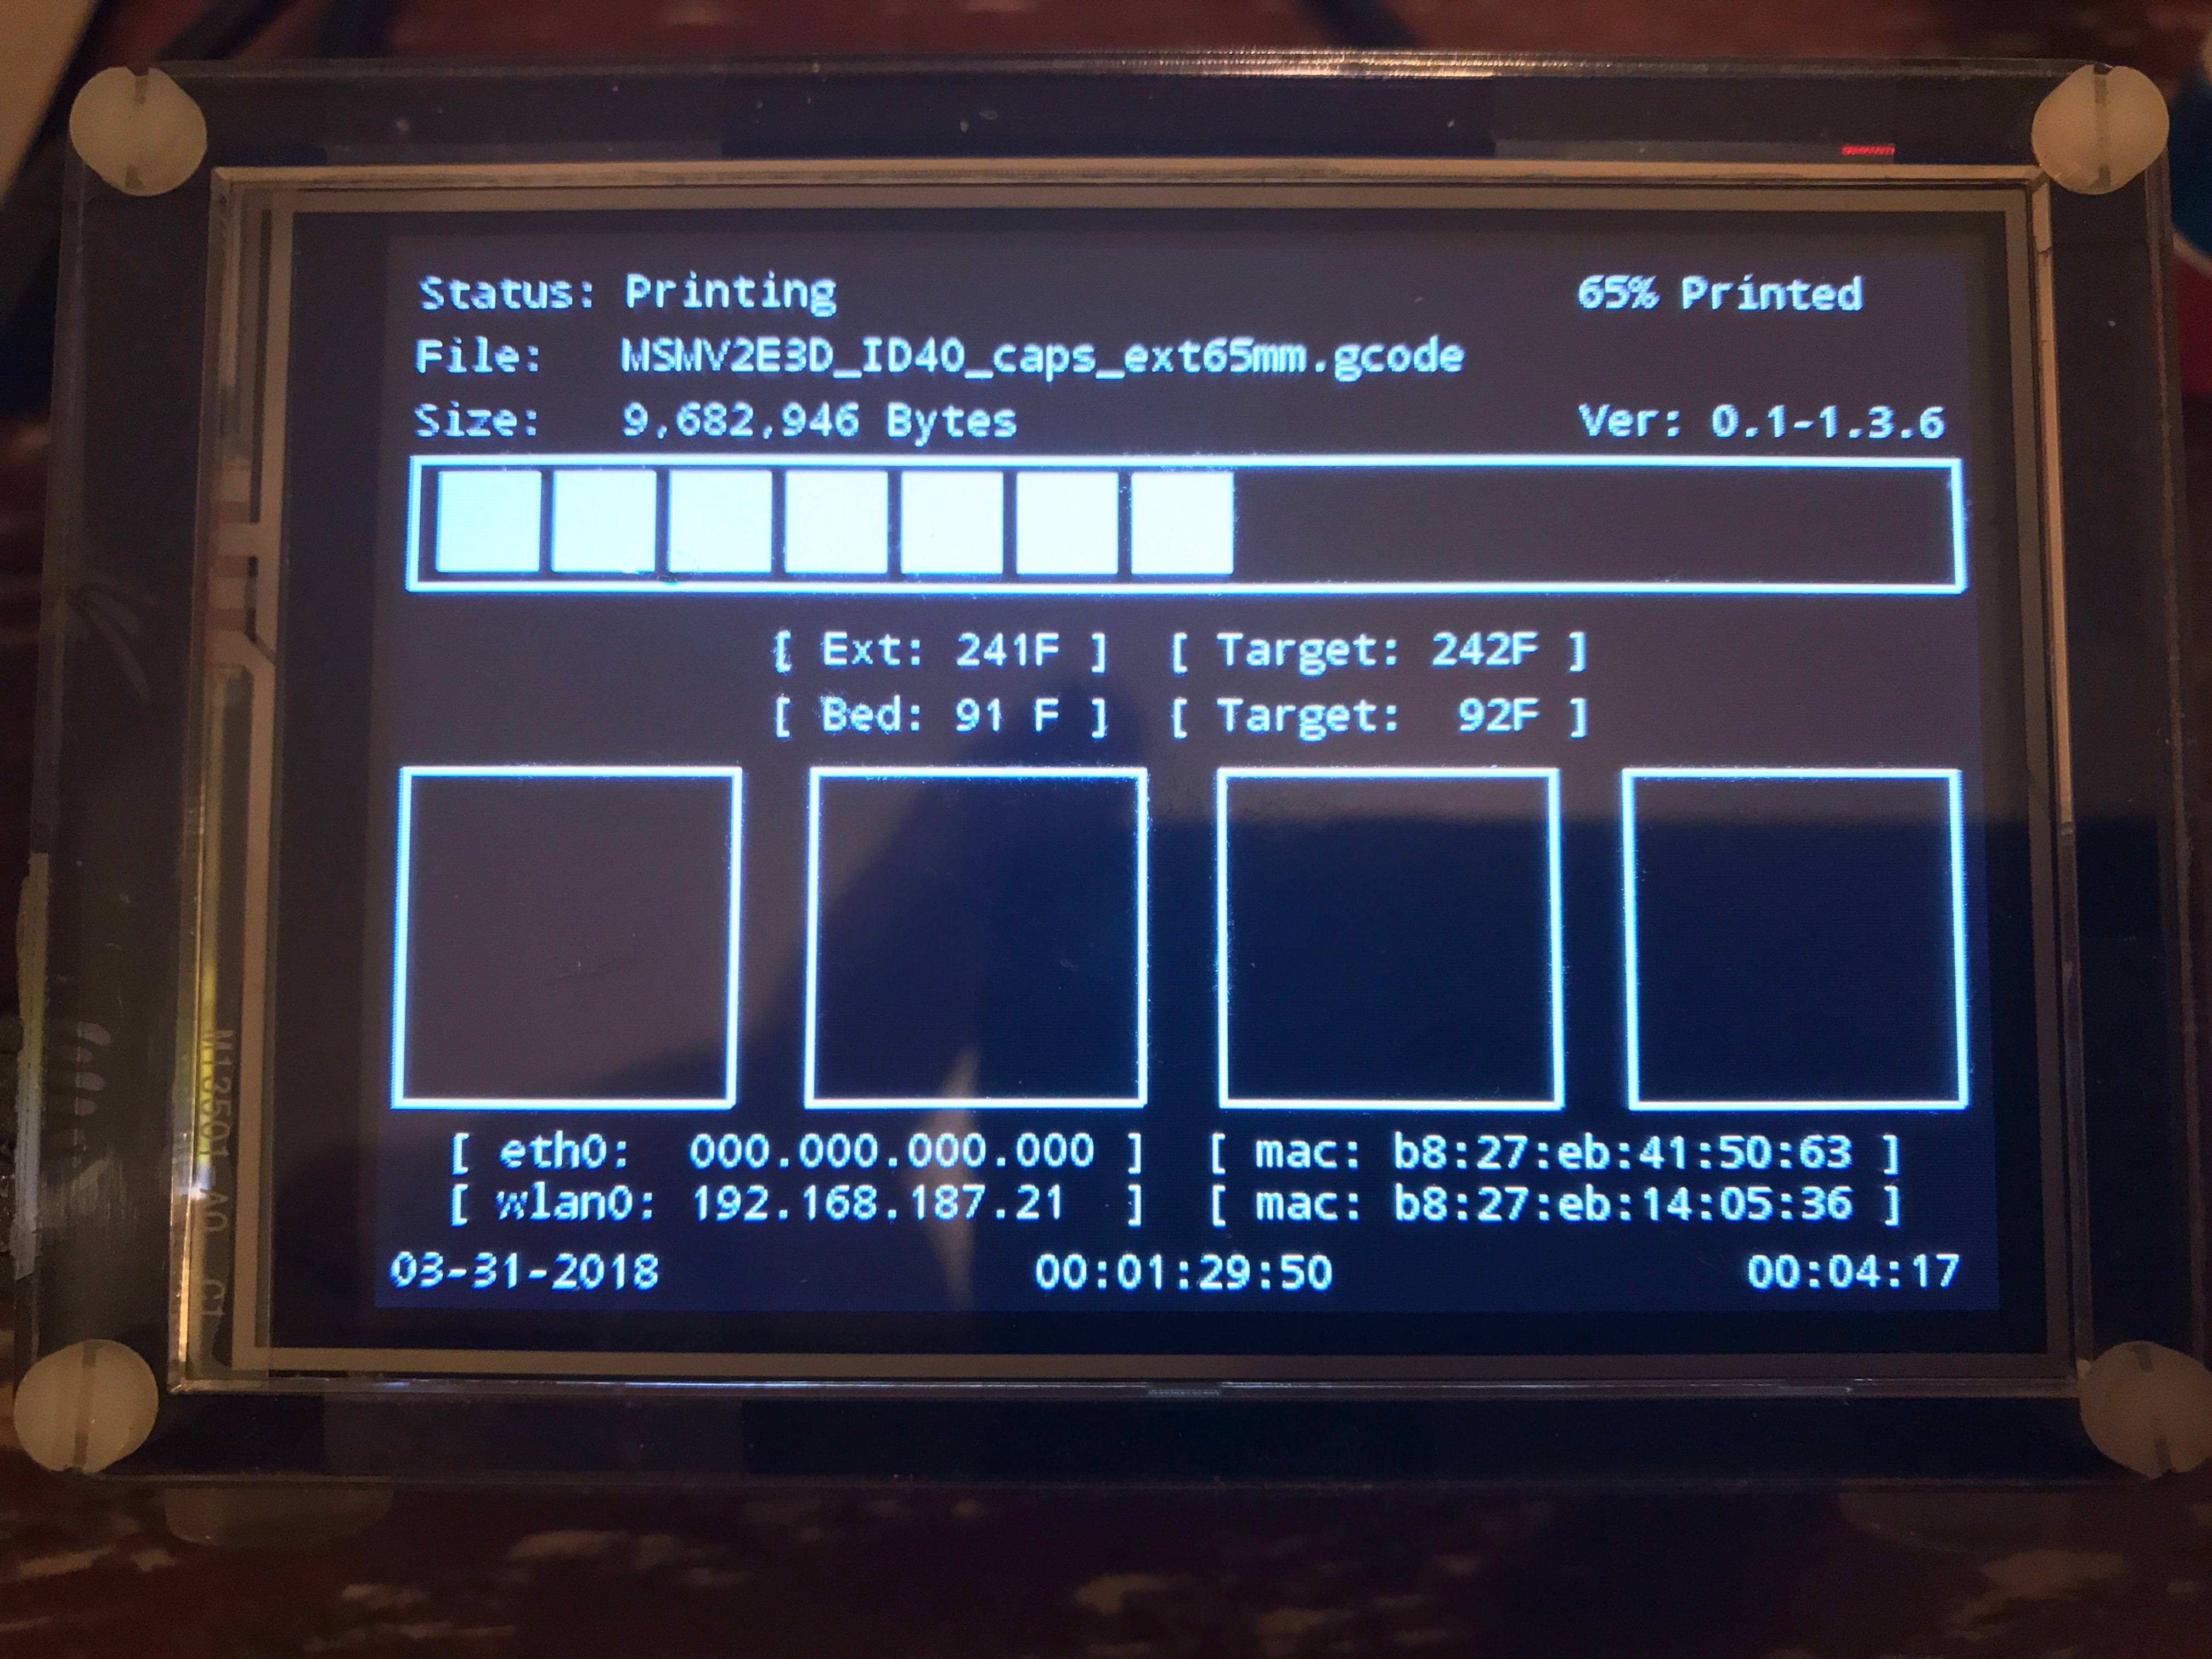 Status: Printing 65% Printed
File: MSMV2E3D_ID40_caps_ext65mm.gcode
Size: 9,682,946 Bytes Ver: 0.1-1.3.6
[ Ext: 241F ] [ Target: 242F ]
[ Bed: 91 F ] [ Target: 92F ]
[ eth0: 000.000.000.000 ] [ mac: b8:27:eb:41:50:63 ]
[ wlan0: 192.168.187.21 ] [ mac: b8:27:eb:14:05:36 ]
03-31-2018 00:01:29:50 00:04:17